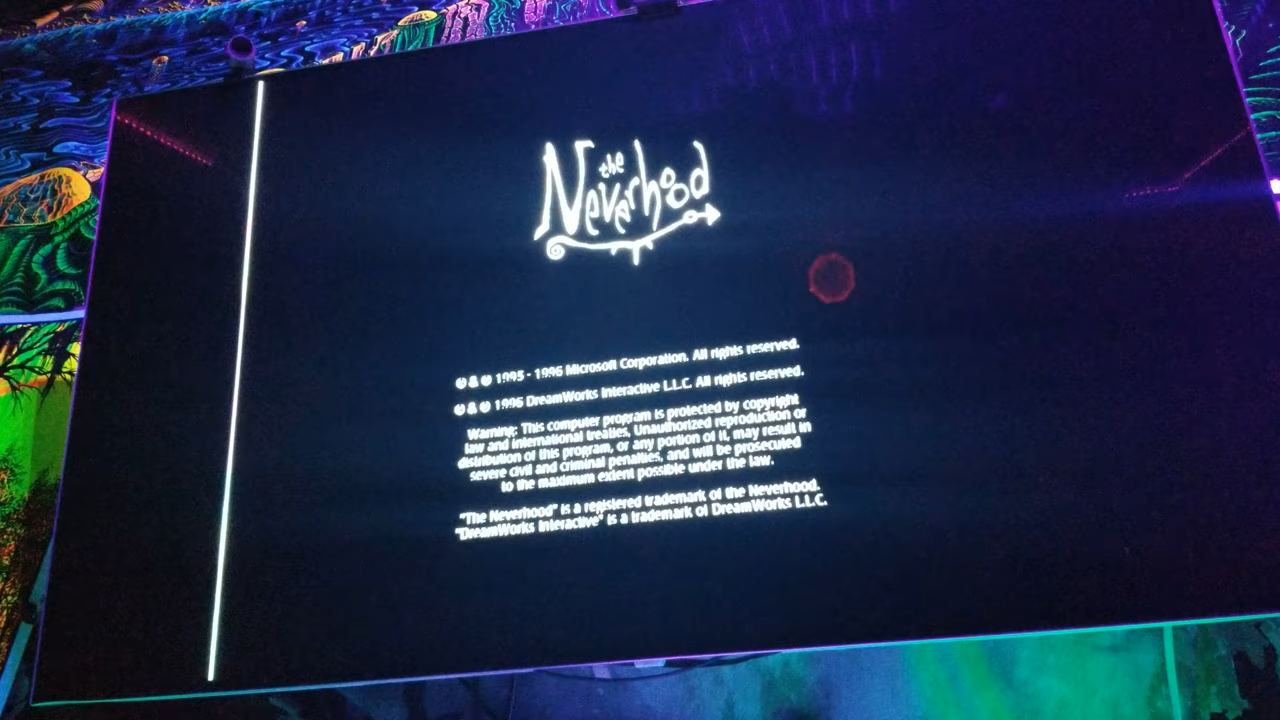 the
Neverhood
1995 - 1996 Microsoft Corporation. All rights reserved.
1996 DreamWorks Interactive L.L.C. All rights reserved.
Warning: This computer program is protected by copyright
law and international treaties, Unauthorized reproduction or
distribution of this program, or any portion of it, may result in
severe civil and criminal penalties, and will be prosecuted
to the maximum extent possible under the law.
"The Neverhood" is a registered trademark of the Neverhood.
"DreamWorks Interactive" is a trademark of DreamWorks L.L.C.